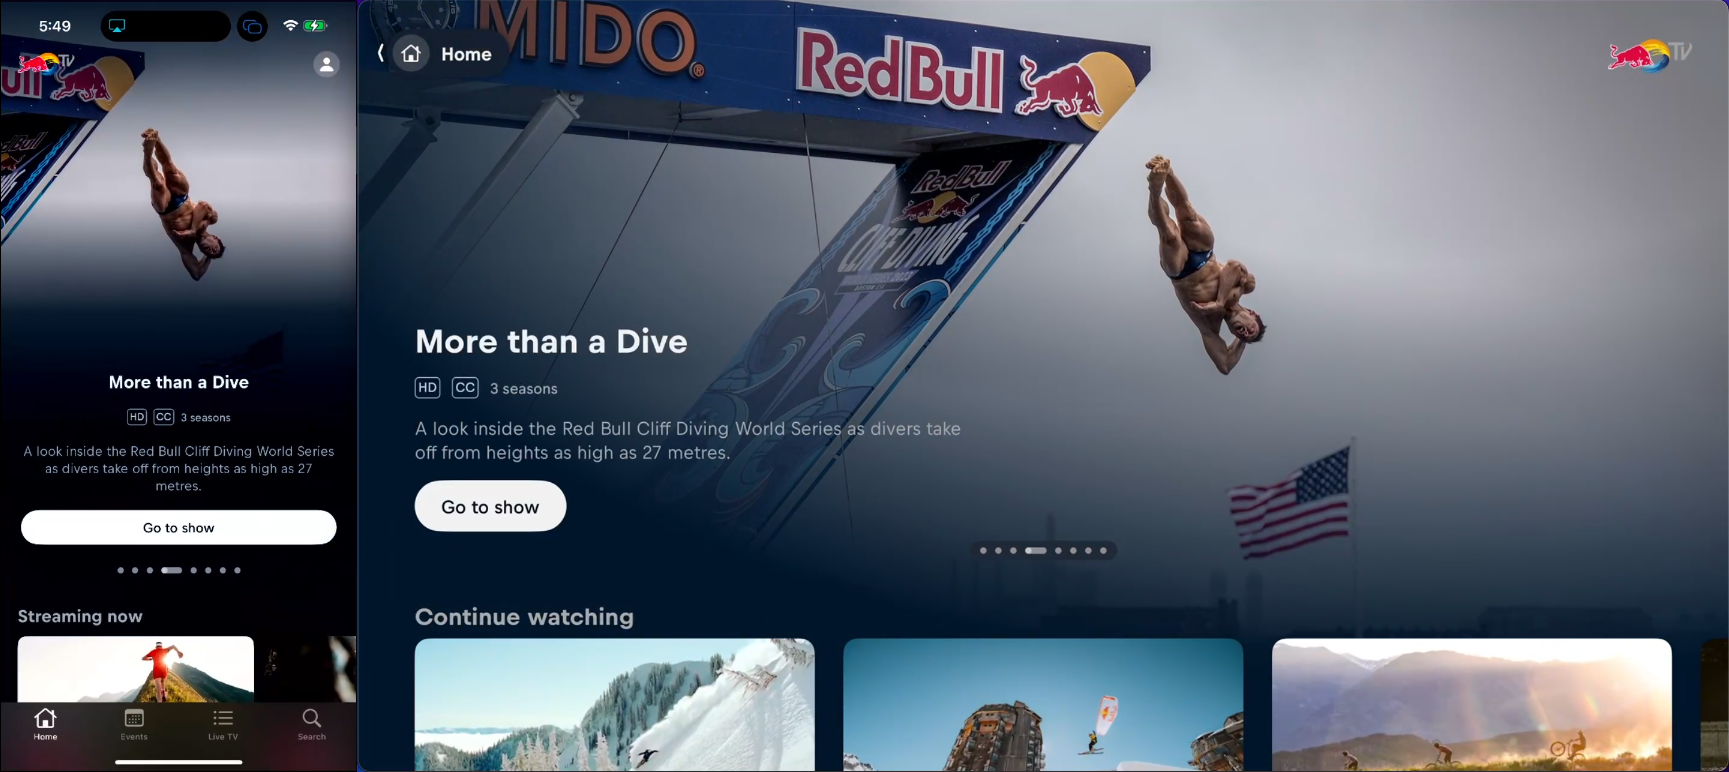 5:49
TV
ull
More than a Dive
HD CC 3 seasons
A look inside the Red Bull Cliff Diving World Series
as divers take off from heights as high as 27
metres.
Go to show
Streaming now
Home
Events
Live TV
Search
MIDO®
Home
Red Bull
TV
Red Bull
CLIFF DIVING
More than a Dive
HD CC 3 seasons
A look inside the Red Bull Cliff Diving World Series as divers take
off from heights as high as 27 metres.
Go to show
Continue watching